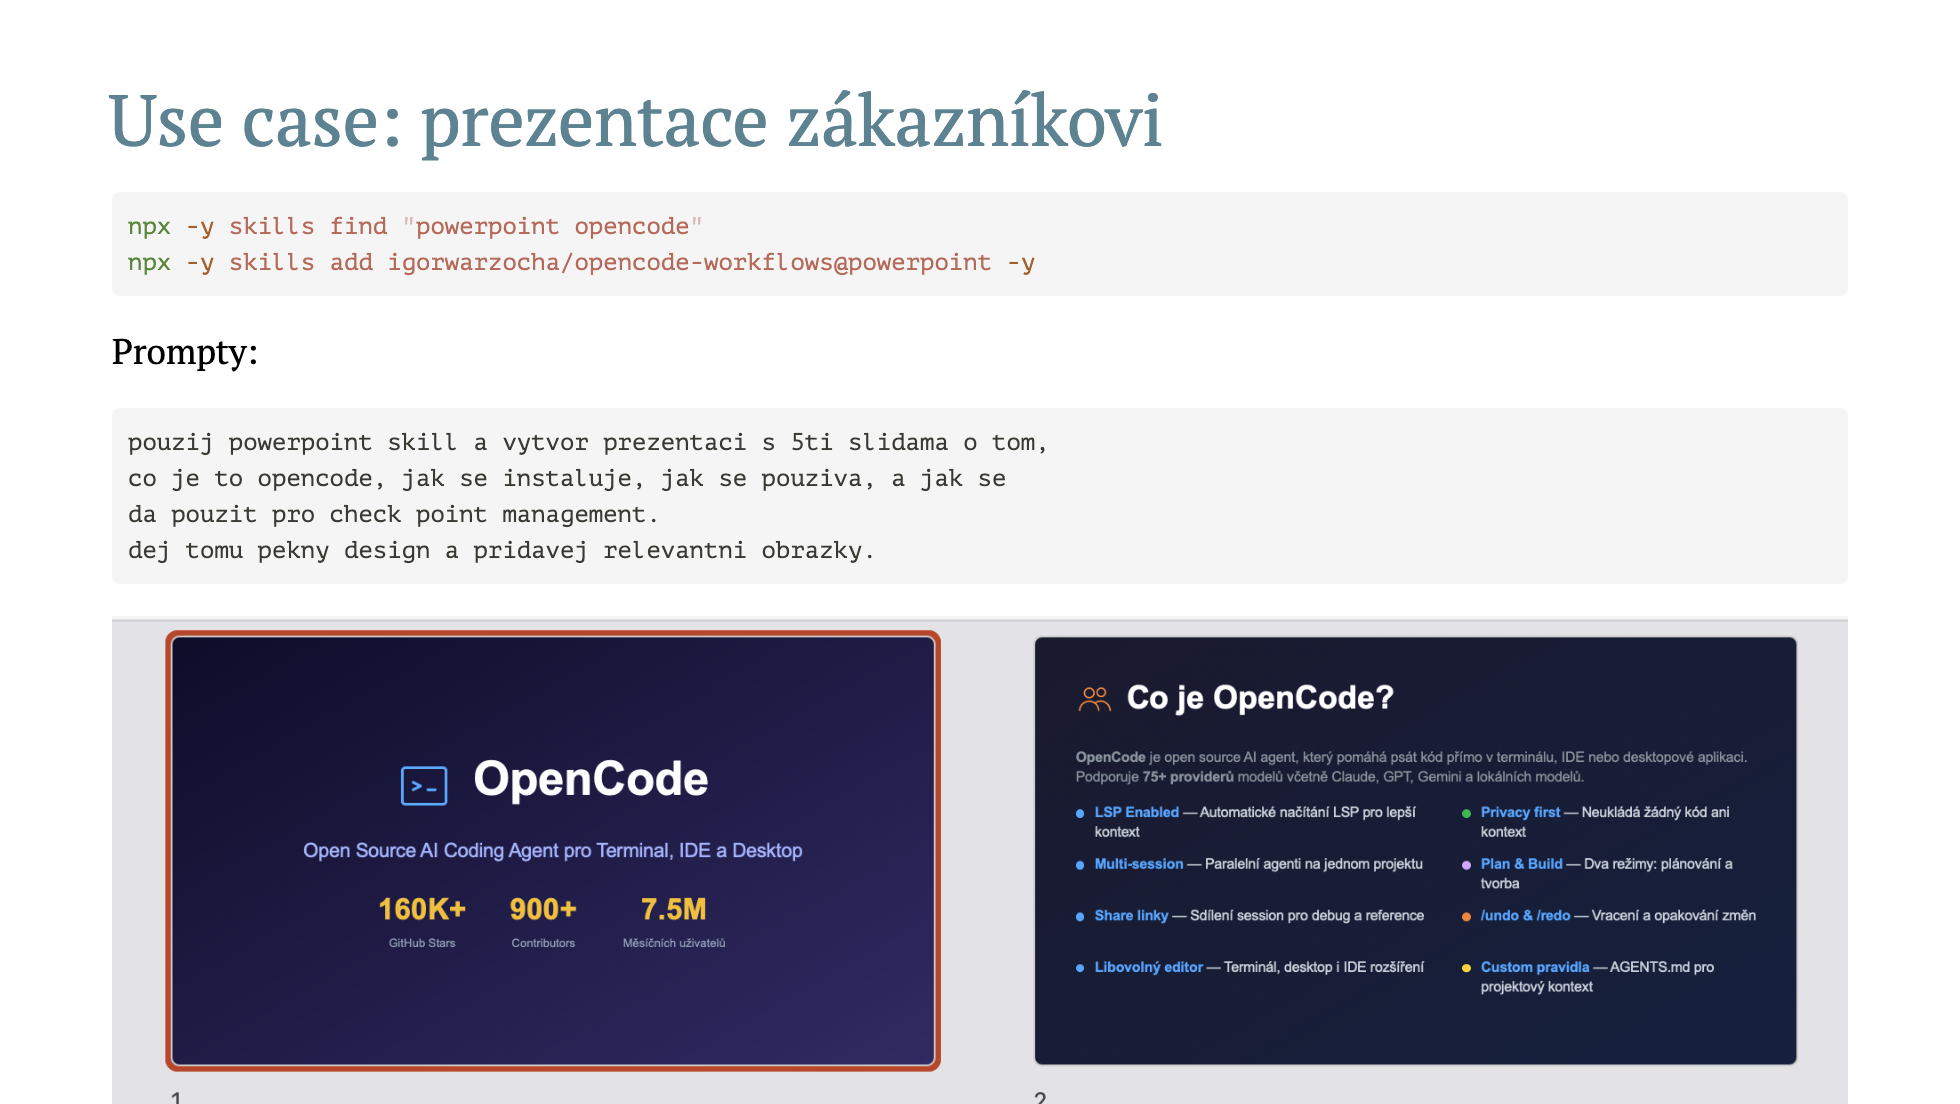 Use case: prezentace zákazníkovi
npx -y skills find "powerpoint opencode"
npx -y skills add igorwarzocha/opencode-workflows@powerpoint -y
Prompty:
pouzij powerpoint skill a vytvor prezentaci s 5ti slidama o tom,
co je to opencode, jak se instaluje, jak se pouziva, a jak se
da pouzit pro check point management.
dej tomu pekny design a pridavej relevantni obrazky.
>_ OpenCode
Open Source AI Coding Agent pro Terminal, IDE a Desktop
160K+ 900+ 7.5M
GitHub Stars Contributors Měsíčních uživatelů
1
Co je OpenCode?
OpenCode je open source AI agent, který pomáhá psát kód přímo v terminálu, IDE nebo desktopové aplikaci.
Podporuje 75+ providerů modelů včetně Claude, GPT, Gemini a lokálních modelů.
LSP Enabled — Automatické načítání LSP pro lepší
kontext
Multi-session — Paralelní agenti na jednom projektu
Share linky — Sdílení session pro debug a reference
Libovolný editor — Terminál, desktop i IDE rozšíření
Privacy first — Neukládá žádný kód ani
kontext
Plan & Build — Dva režimy: plánování a
tvorba
/undo & /redo — Vracení a opakování změn
Custom pravidla — AGENTS.md pro
projektový kontext
2